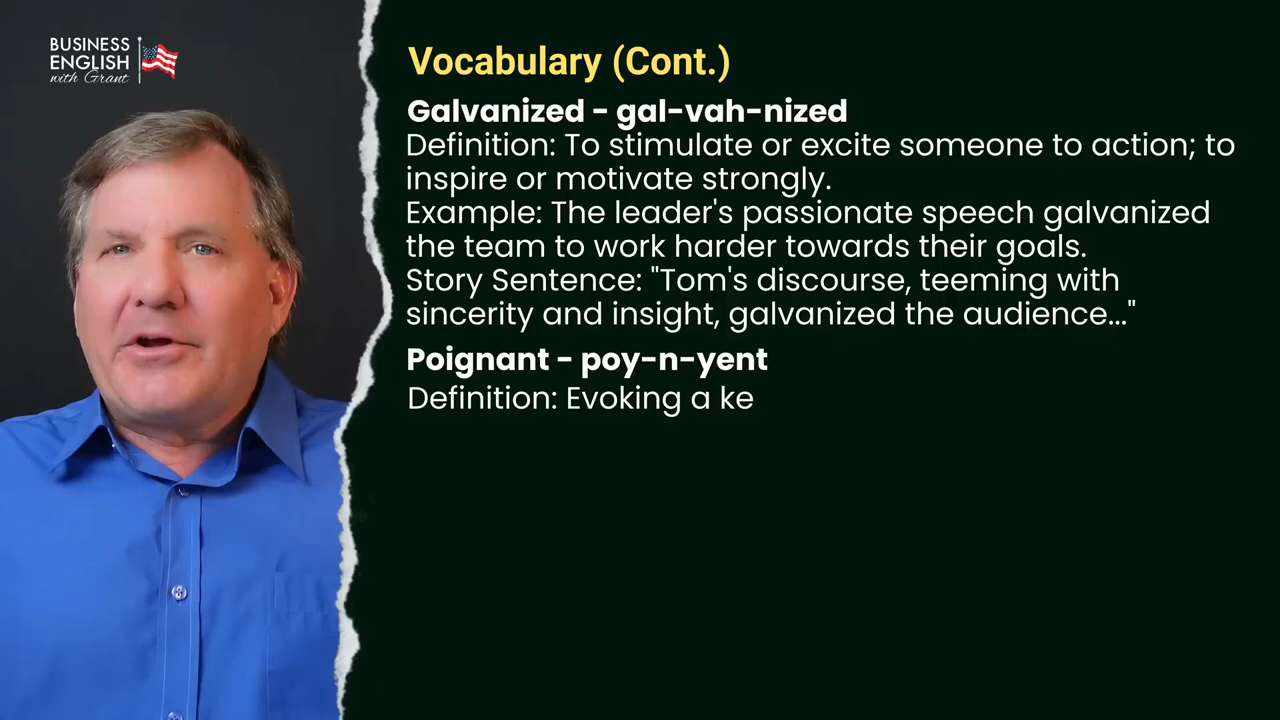 BUSINESS
ENGLISH
with Grant
Vocabulary (Cont.)
Galvanized - gal-vah-nized
Definition: To stimulate or excite someone to action; to
inspire or motivate strongly.
Example: The leader's passionate speech galvanized
the team to work harder towards their goals.
Story Sentence: "Tom's discourse, teeming with
sincerity and insight, galvanized the audience..."
Poignant - poy-n-yent
Definition: Evoking a ke